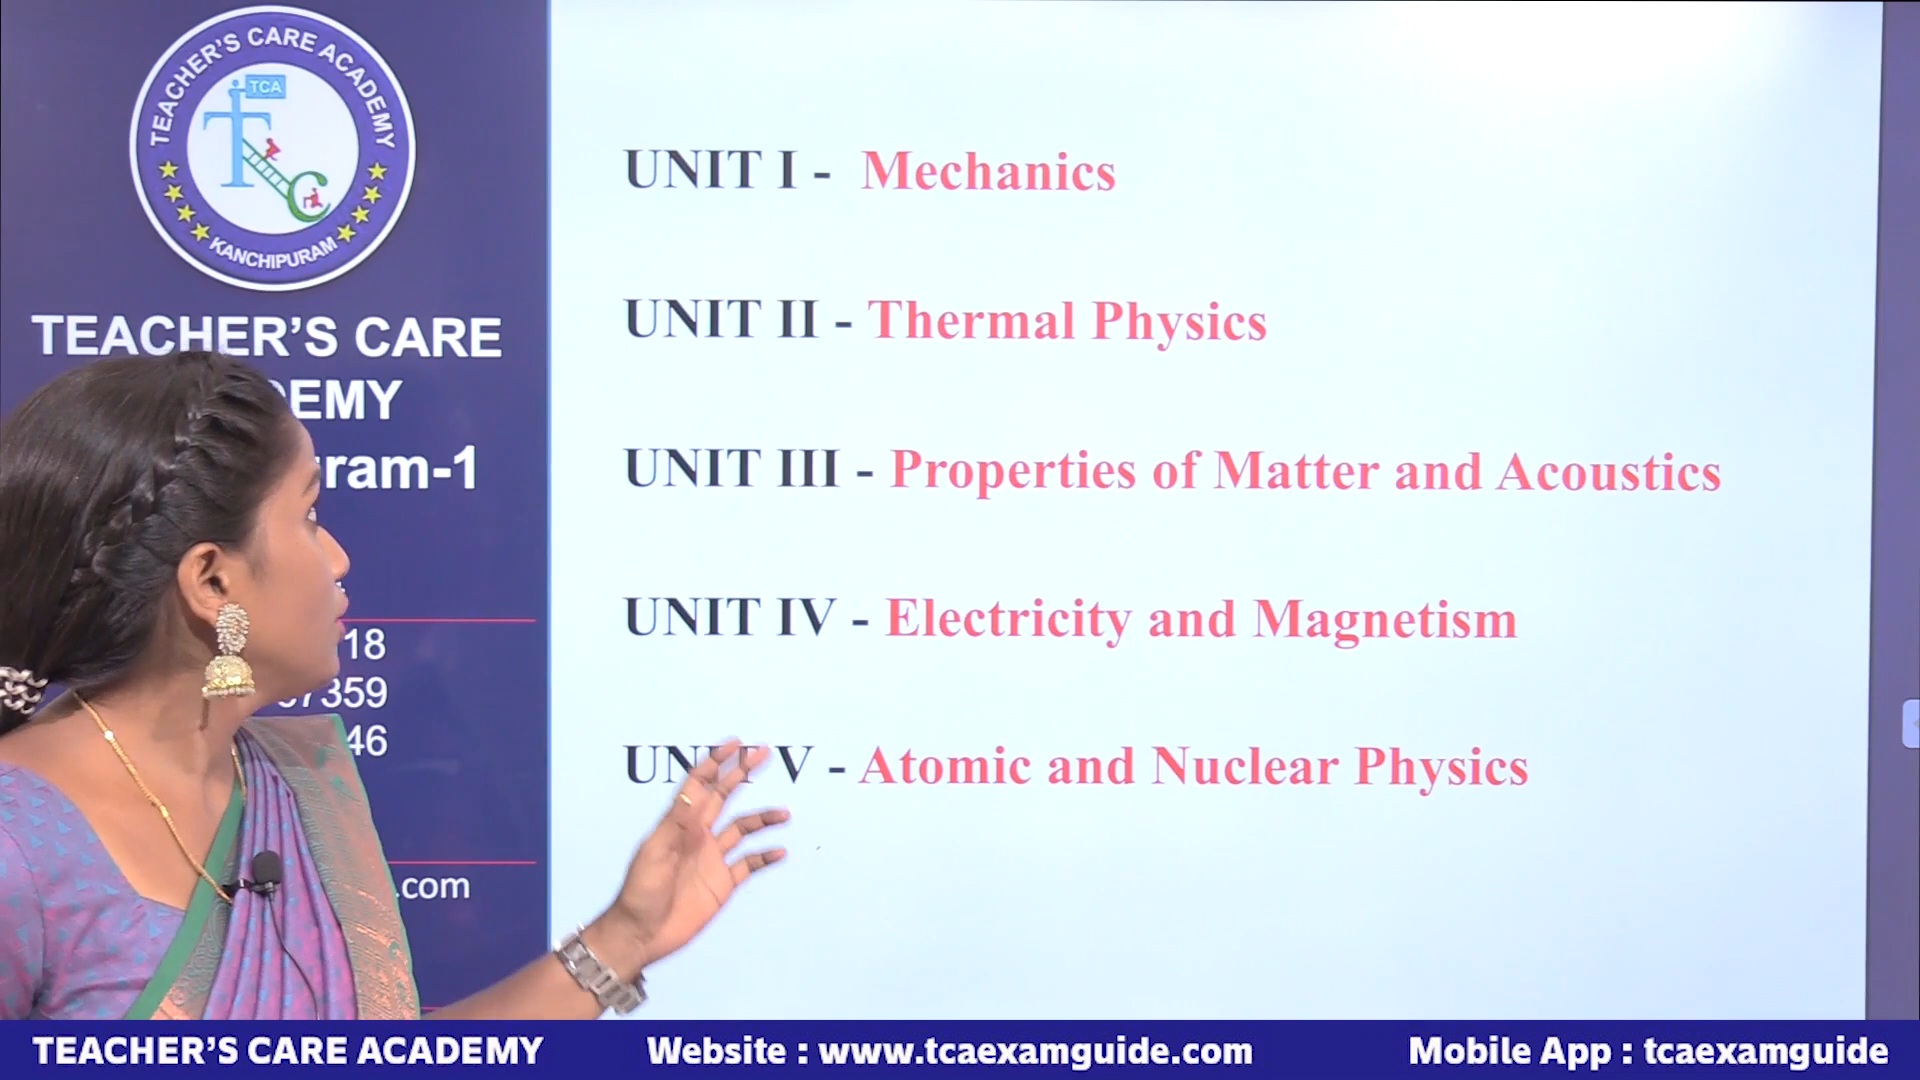 TEACHER'S CARE ACADEMY
TCA
KANCHIPURAM
TEACHER'S CARE
EMY
ram-1
18
7359
46
.com
UNIT I - Mechanics
UNIT II - Thermal Physics
UNIT III - Properties of Matter and Acoustics
UNIT IV - Electricity and Magnetism
UNIT V - Atomic and Nuclear Physics
TEACHER'S CARE ACADEMY
Website : www.tcaexamguide.com
Mobile App : tcaexamguide